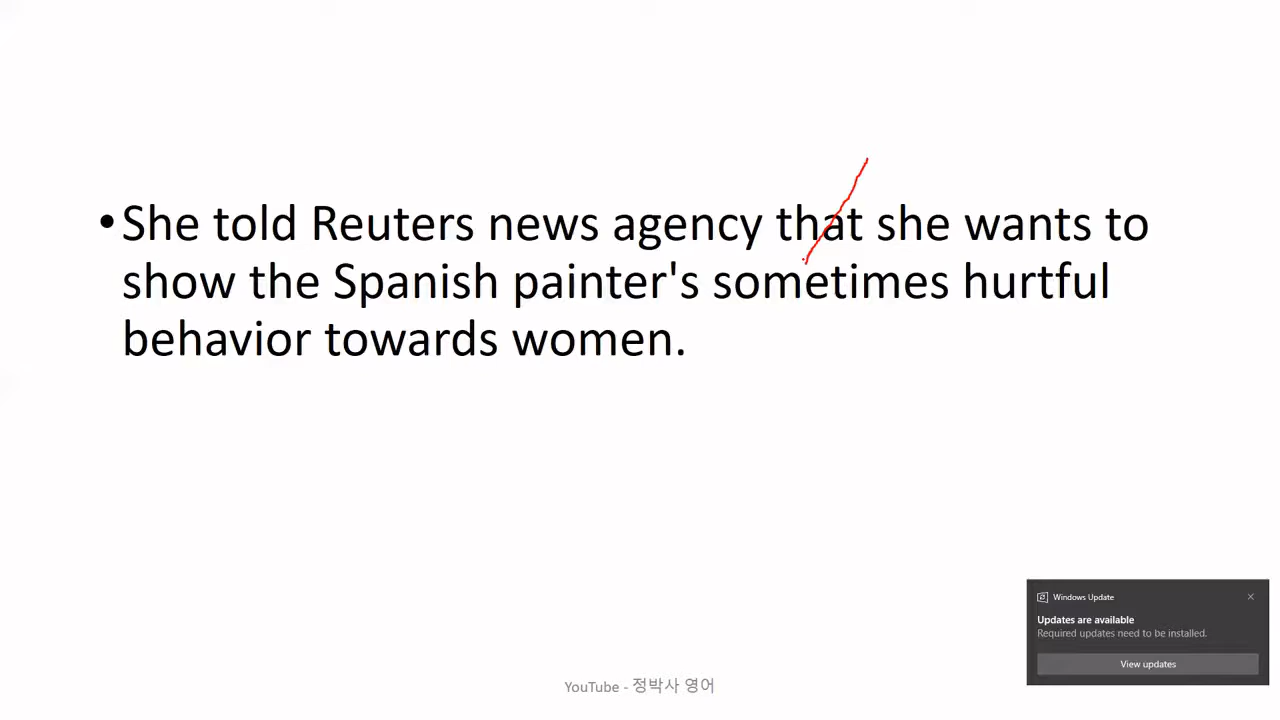 •She told Reuters news agency that she wants to
show the Spanish painter's sometimes hurtful
behavior towards women.
Windows Update
Updates are available
Required updates need to be installed.
View updates
YouTube - 정박사 영어